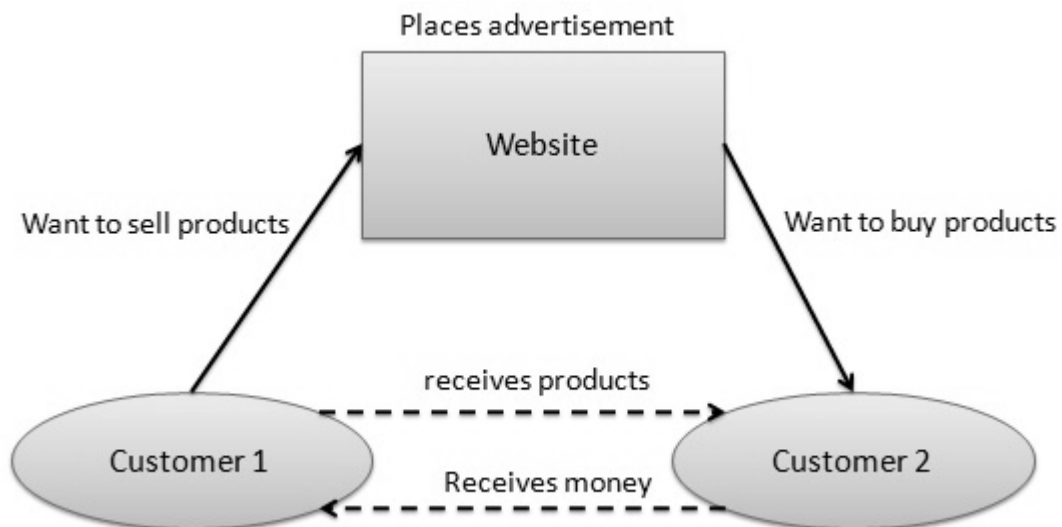 Places advertisement
Website
Want to sell products
Want to buy products
receives products
Customer 1
Customer 2
Receives money